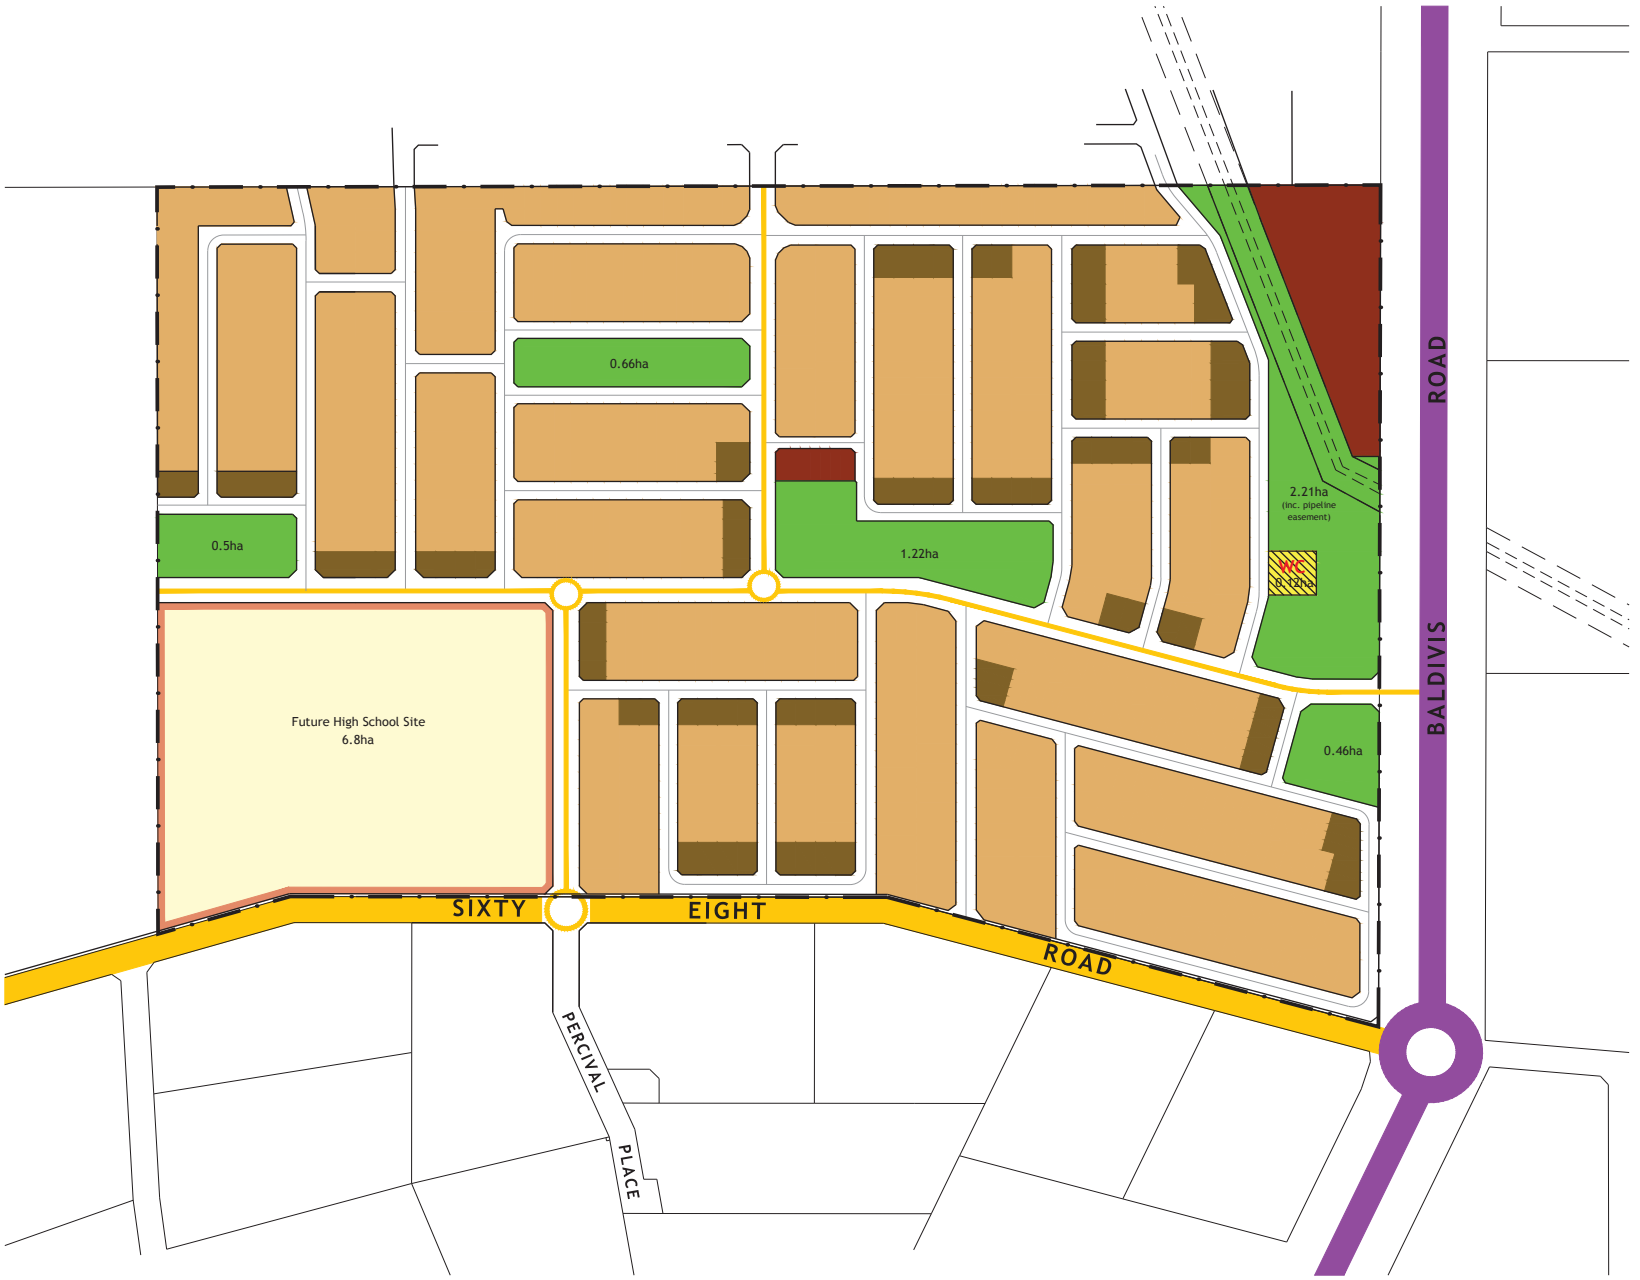 0.66ha
ROAD
2.21ha
(inc. pipeline
easement)
0.5ha
1.22ha
WC
0.12ha
BALDIVIS
Future High School Site
6.8ha
0.46ha
SIXTY
EIGHT
ROAD
PERCIVAL
PLACE